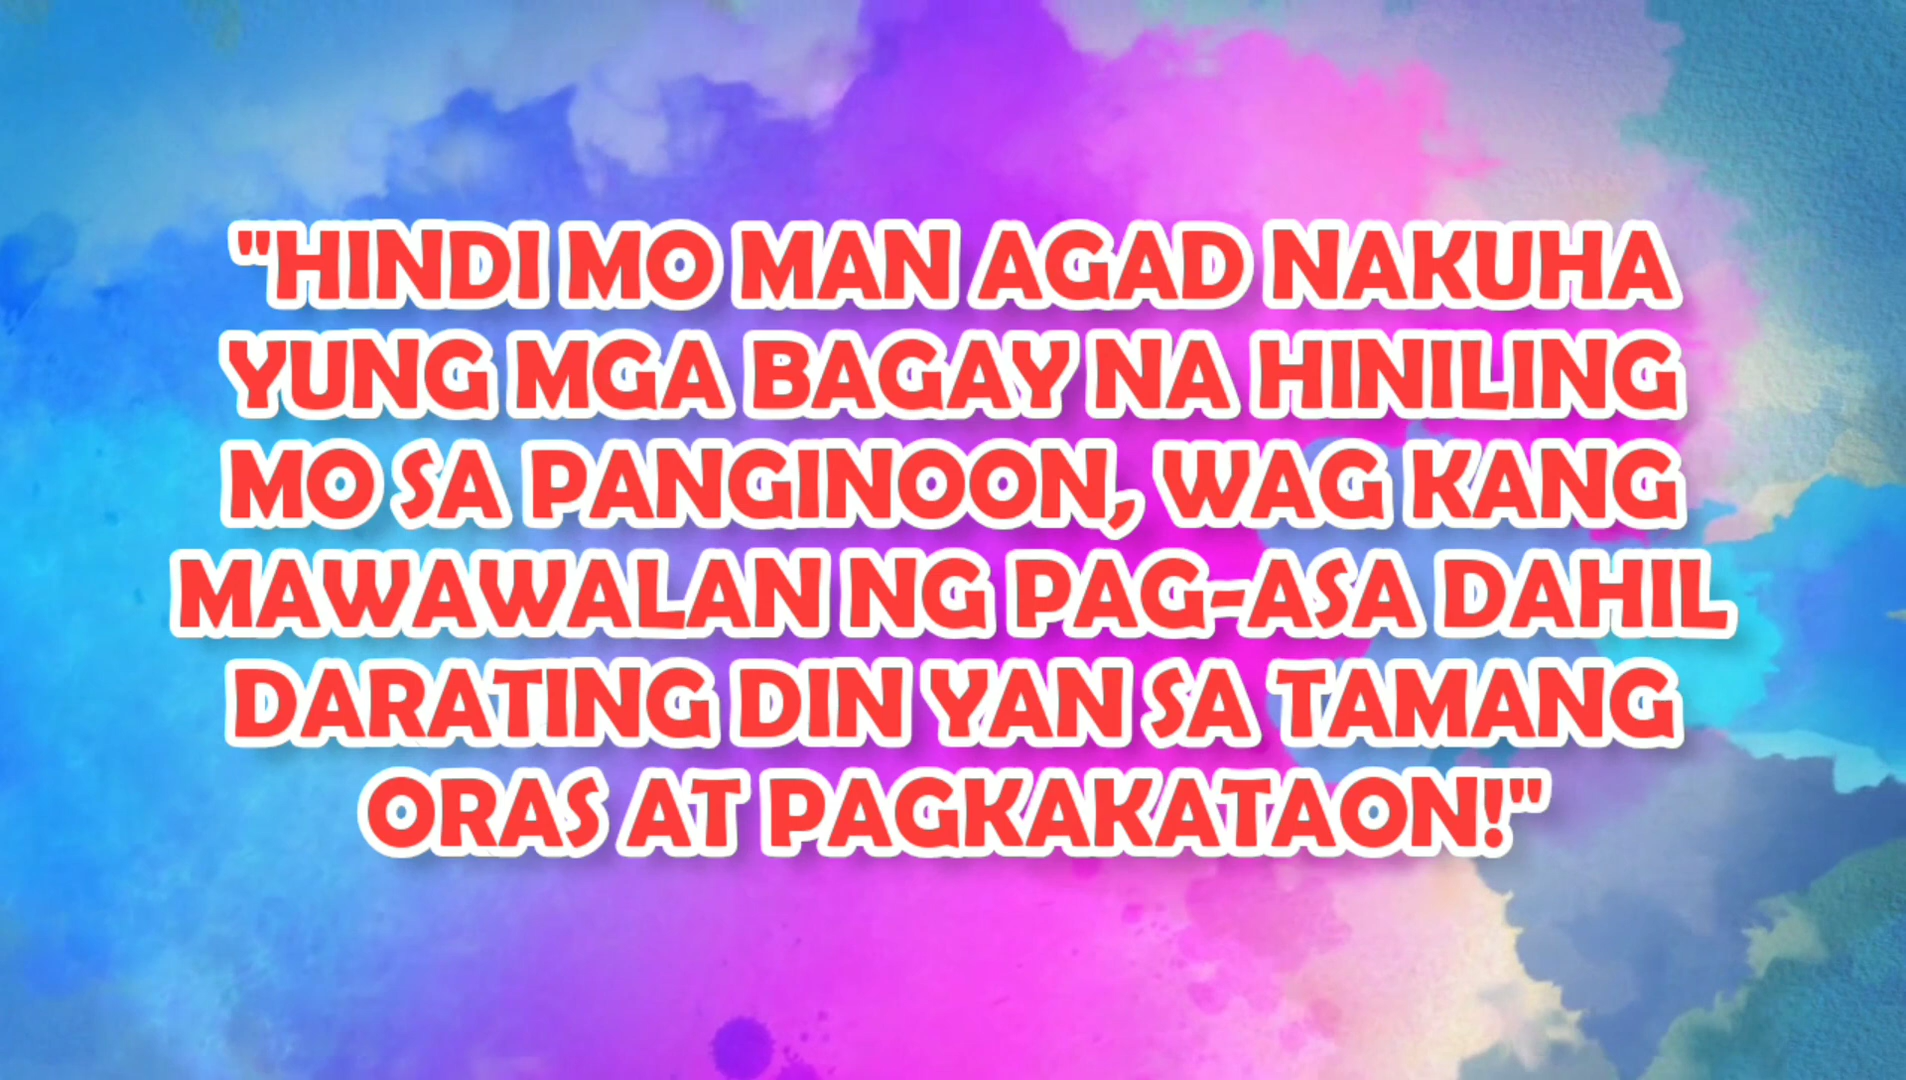 "HINDI MO MAN AGAD NAKUHA
YUNG MGA BAGAY NA HINILING
MO SA PANGINOON, WAG KANG
MAWAWALAN NG PAG-ASA DAHIL
DARATING DIN YAN SA TAMANG
ORAS AT PAGKAKATAON!"